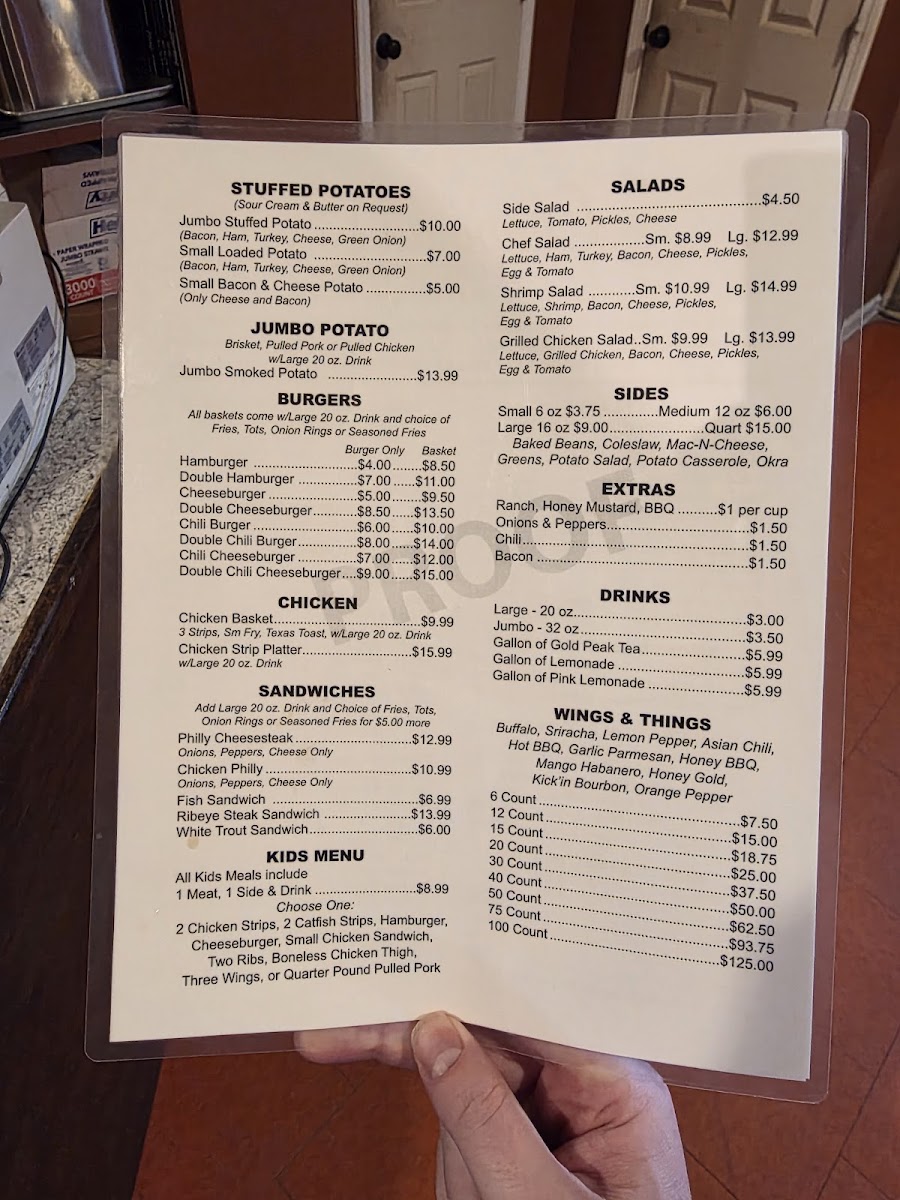 STUFFED POTATOES
(Sour Cream & Butter on Request)
Jumbo Stuffed Potato ..............................$10.00
(Bacon, Ham, Turkey, Cheese, Green Onion)
Small Loaded Potato ................................$7.00
(Bacon, Ham, Turkey, Cheese, Green Onion)
Small Bacon & Cheese Potato ................$5.00
(Only Cheese and Bacon)
JUMBO POTATO
Brisket, Pulled Pork or Pulled Chicken
w/Large 20 oz. Drink
Jumbo Smoked Potato .........................$13.99
BURGERS
All baskets come w/Large 20 oz. Drink and choice of
Fries, Tots, Onion Rings or Seasoned Fries
Burger Only Basket
Hamburger ..........................$4.00........$8.50
Double Hamburger ................$7.00......$11.00
Cheeseburger .......................$5.00........$9.50
Double Cheeseburger............$8.50.....$13.50
Chili Burger ...........................$6.00......$10.00
Double Chili Burger................$8.00.....$14.00
Chili Cheeseburger ................$7.00.....$12.00
Double Chili Cheeseburger....$9.00......$15.00
CHICKEN
Chicken Basket..........................................$9.99
3 Strips, Sm Fry, Texas Toast, w/Large 20 oz. Drink
Chicken Strip Platter...............................$15.99
w/Large 20 oz. Drink
SANDWICHES
Add Large 20 oz. Drink and Choice of Fries, Tots,
Onion Rings or Seasoned Fries for $5.00 more
Philly Cheesesteak.................................$12.99
Onions, Peppers, Cheese Only
Chicken Philly.........................................$10.99
Onions, Peppers, Cheese Only
Fish Sandwich .........................................$6.99
Ribeye Steak Sandwich .........................$13.99
White Trout Sandwich..............................$6.00
KIDS MENU
All Kids Meals include
1 Meat, 1 Side & Drink ............................$8.99
Choose One:
2 Chicken Strips, 2 Catfish Strips, Hamburger,
Cheeseburger, Small Chicken Sandwich,
Two Ribs, Boneless Chicken Thigh,
Three Wings, or Quarter Pound Pulled Pork
SALADS
Side Salad ..............................................$4.50
Lettuce, Tomato, Pickles, Cheese
Chef Salad ..................Sm. $8.99 Lg. $12.99
Lettuce, Ham, Turkey, Bacon, Cheese, Pickles,
Egg & Tomato
Shrimp Salad ............Sm. $10.99 Lg. $14.99
Lettuce, Shrimp, Bacon, Cheese, Pickles,
Egg & Tomato
Grilled Chicken Salad..Sm. $9.99 Lg. $13.99
Lettuce, Grilled Chicken, Bacon, Cheese, Pickles,
Egg & Tomato
SIDES
Small 6 oz $3.75 ..............Medium 12 oz $6.00
Large 16 oz $9.00........................Quart $15.00
Baked Beans, Coleslaw, Mac-N-Cheese,
Greens, Potato Salad, Potato Casserole, Okra
EXTRAS
Ranch, Honey Mustard, BBQ ..........$1 per cup
Onions & Peppers....................................$1.50
Chili..........................................................$1.50
Bacon.......................................................$1.50
DRINKS
Large - 20 oz............................................$3.00
Jumbo - 32 oz..........................................$3.50
Gallon of Gold Peak Tea..........................$5.99
Gallon of Lemonade ................................$5.99
Gallon of Pink Lemonade ........................$5.99
WINGS & THINGS
Buffalo, Sriracha, Lemon Pepper, Asian Chili,
Hot BBQ, Garlic Parmesan, Honey BBQ,
Mango Habanero, Honey Gold,
Kick'in Bourbon, Orange Pepper
6 Count.....................................................$7.50
12 Count.................................................$15.00
15 Count.................................................$18.75
20 Count.................................................$25.00
30 Count.................................................$37.50
40 Count.................................................$50.00
50 Count.................................................$62.50
75 Count.................................................$93.75
100 Count..............................................$125.00
PROOF
PAPER WRAPPED
JUMBO STRAWS
3000
COUNT